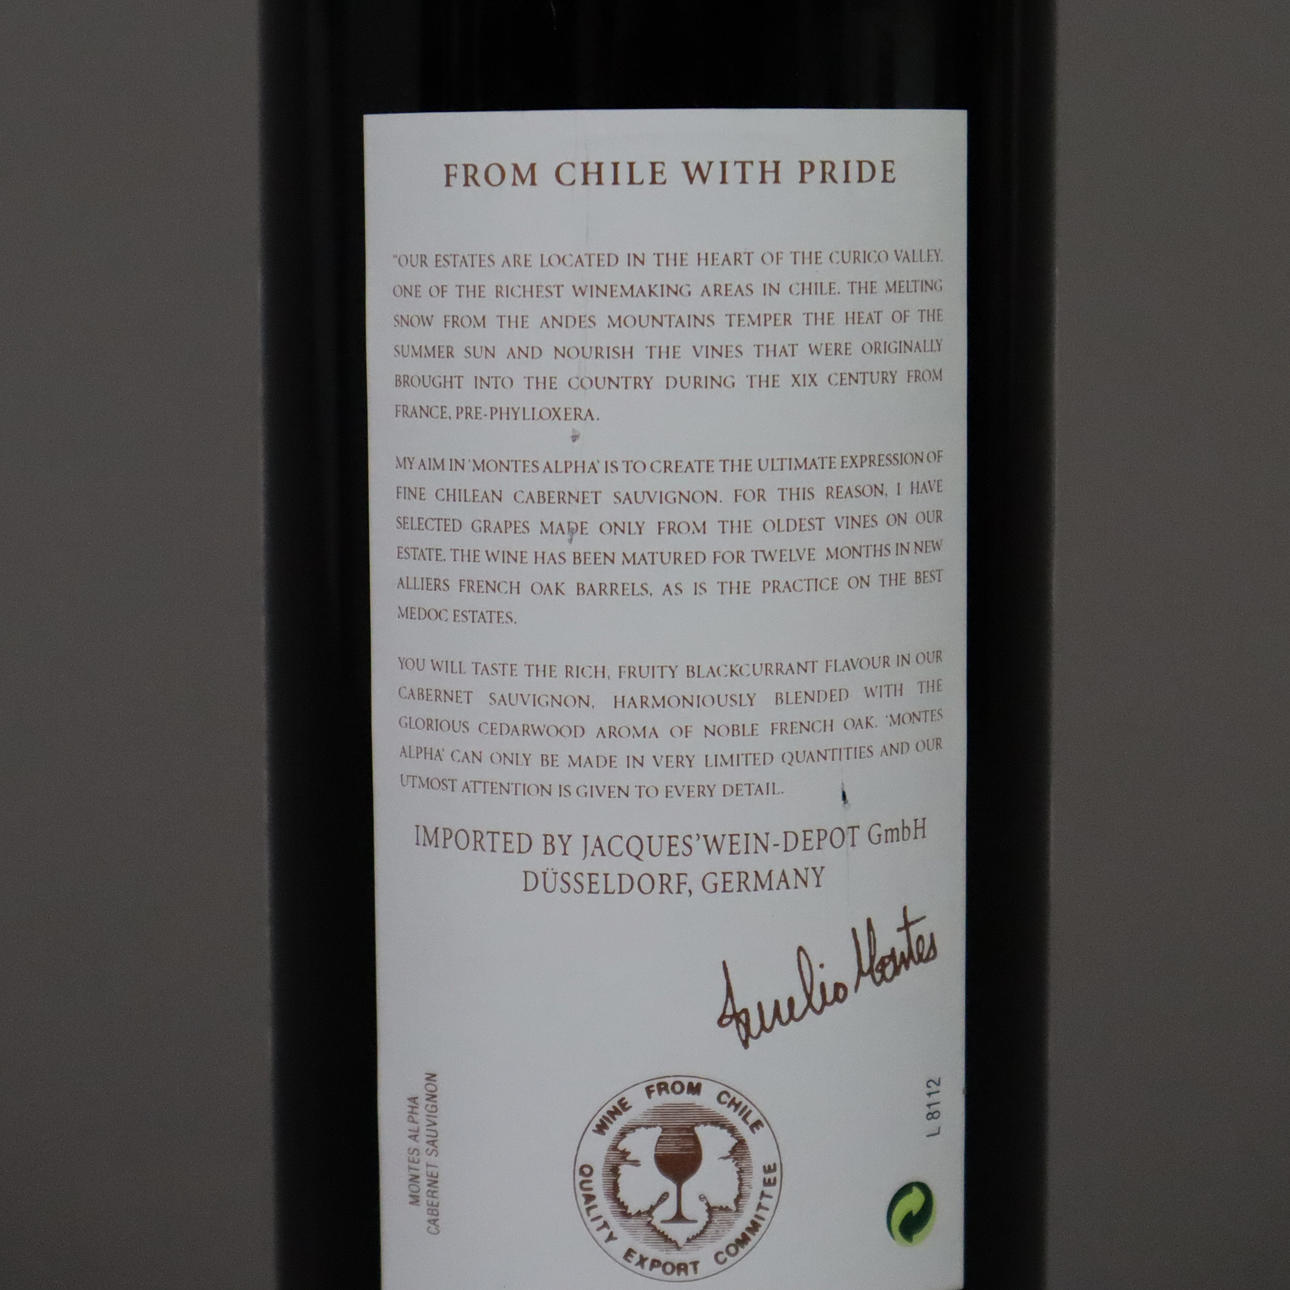 FROM CHILE WITH PRIDE
"OUR ESTATES ARE LOCATED IN THE HEART OF THE CURICO VALLEY.
ONE OF THE RICHEST WINEMAKING AREAS IN CHILE. THE MELTING
SNOW FROM THE ANDES MOUNTAINS TEMPER THE HEAT OF THE
SUMMER SUN AND NOURISH THE VINES THAT WERE ORIGINALLY
BROUGHT INTO THE COUNTRY DURING THE XIX CENTURY FROM
FRANCE, PRE-PHYLLOXERA.
MY AIM IN 'MONTES ALPHA' IS TO CREATE THE ULTIMATE EXPRESSION OF
FINE CHILEAN CABERNET SAUVIGNON. FOR THIS REASON, I HAVE
SELECTED GRAPES MADE ONLY FROM THE OLDEST VINES ON OUR
ESTATE. THE WINE HAS BEEN MATURED FOR TWELVE MONTHS IN NEW
ALLIERS FRENCH OAK BARRELS, AS IS THE PRACTICE ON THE BEST
MEDOC ESTATES.
YOU WILL TASTE THE RICH, FRUITY BLACKCURRANT FLAVOUR IN OUR
CABERNET SAUVIGNON, HARMONIOUSLY BLENDED WITH THE
GLORIOUS CEDARWOOD AROMA OF NOBLE FRENCH OAK. 'MONTES
ALPHA' CAN ONLY BE MADE IN VERY LIMITED QUANTITIES AND OUR
UTMOST ATTENTION IS GIVEN TO EVERY DETAIL.
IMPORTED BY JACQUES'WEIN-DEPOT GmbH
DÜSSELDORF, GERMANY
Aurelio Montes
MONTES ALPHA
CABERNET SAUVIGNON
WINE FROM CHILE
QUALITY EXPORT COMMITTEE
L 8112